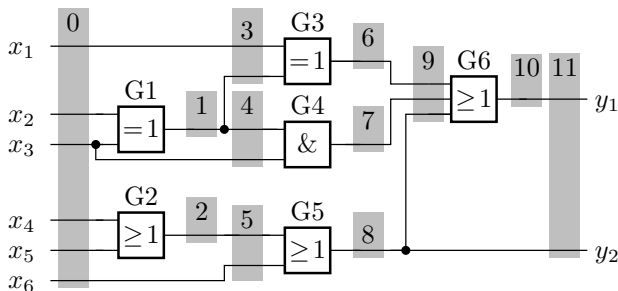 0 3 G3 6 G6
x1 =1 9 10 11
G1
x2 1 4 G4 ≥1 y1
x3 =1 & 7
G2
x4 2 5 G5
x5 ≥1 ≥1 8 y2
x6